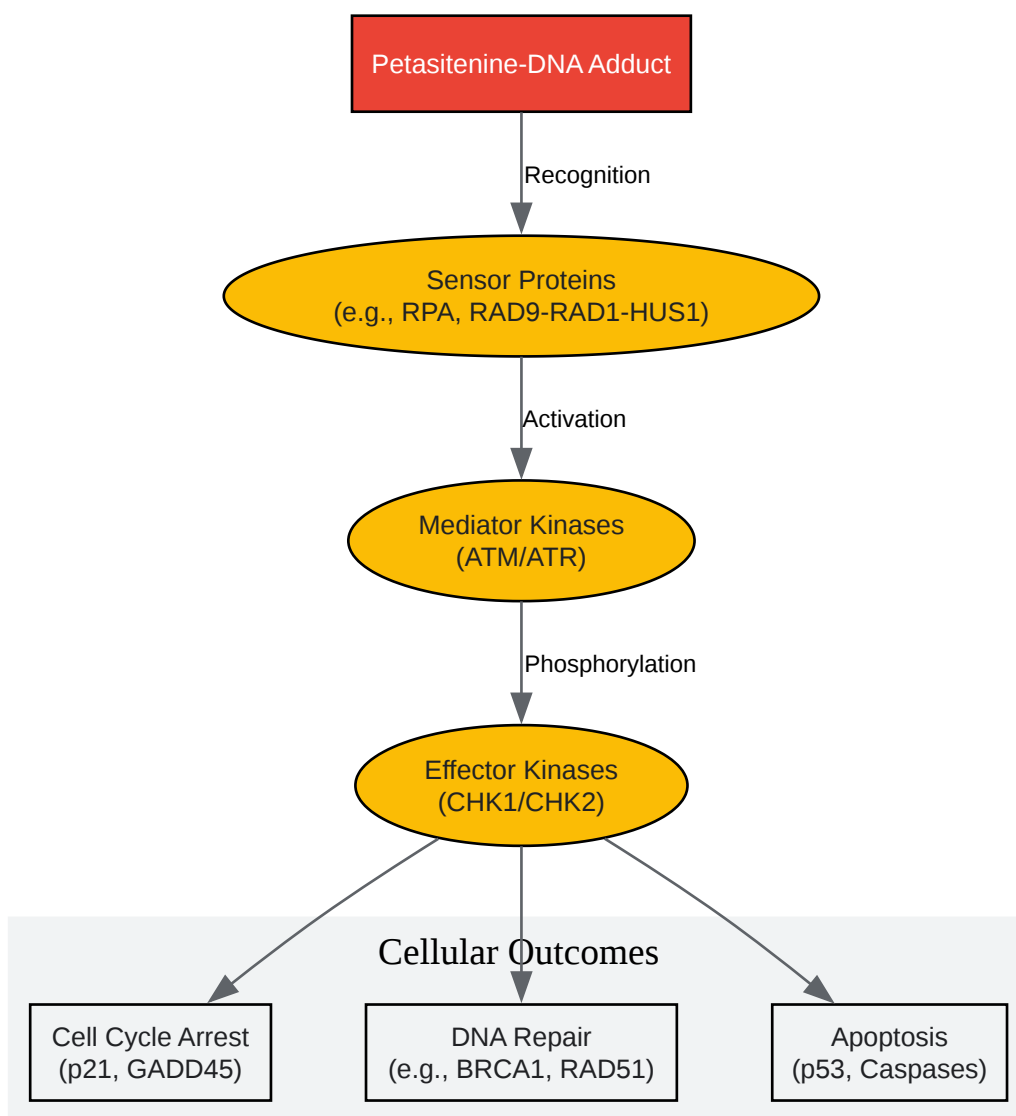 Petasitenine-DNA Adduct
Recognition
Sensor Proteins
(e.g., RPA, RAD9-RAD1-HUS1)
Activation
Mediator Kinases
(ATM/ATR)
Phosphorylation
Effector Kinases
(CHK1/CHK2)
Cellular Outcomes
Cell Cycle Arrest
(p21, GADD45)
DNA Repair
(e.g., BRCA1, RAD51)
Apoptosis
(p53, Caspases)